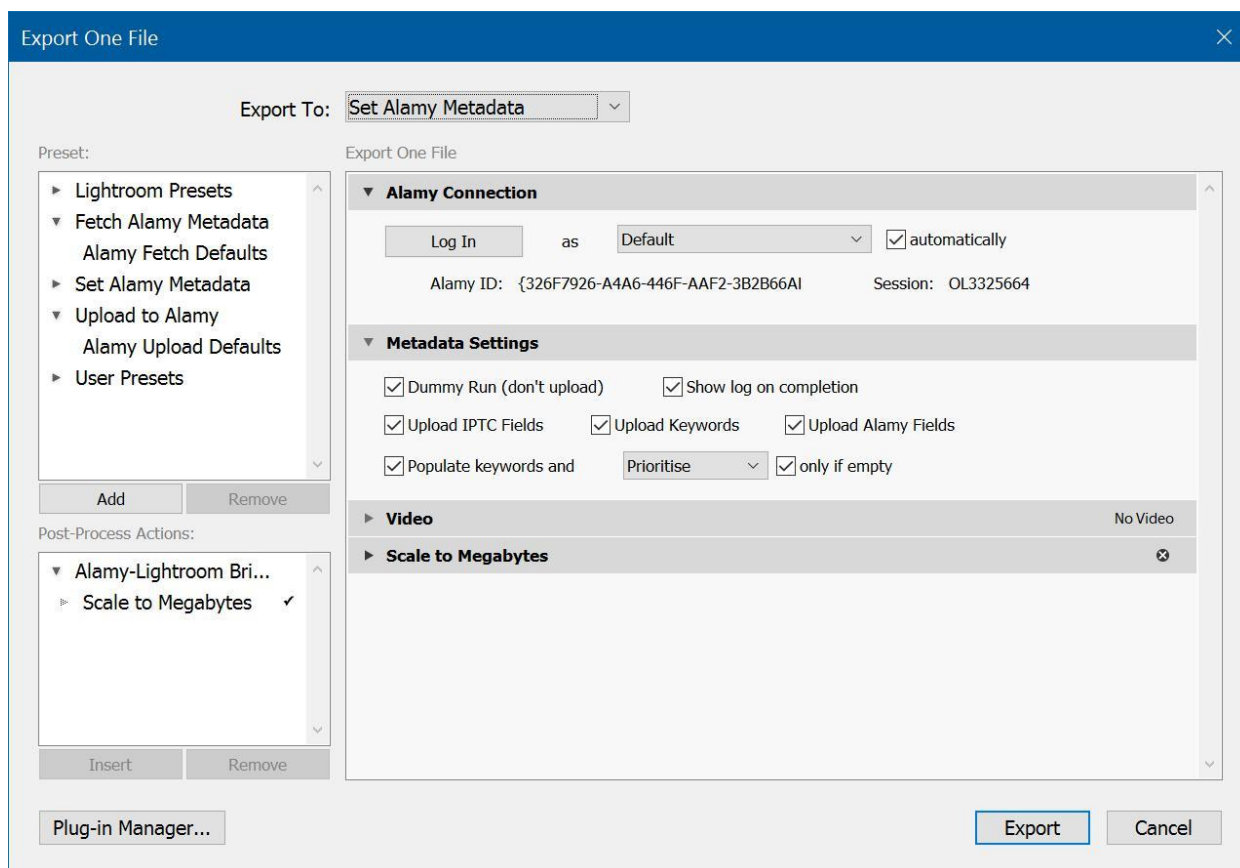 Export One File
Export To: Set Alamy Metadata
Preset:
Lightroom Presets
Fetch Alamy Metadata
Alamy Fetch Defaults
Set Alamy Metadata
Upload to Alamy
Alamy Upload Defaults
User Presets
Add Remove
Post-Process Actions:
Alamy-Lightroom Bri...
Scale to Megabytes
Insert Remove
Plug-in Manager...
Export One File
Alamy Connection
Log In as Default automatically
Alamy ID: {326F7926-A4A6-446F-AAF2-3B2B66AI Session: OL3325664
Metadata Settings
Dummy Run (don't upload) Show log on completion
Upload IPTC Fields Upload Keywords Upload Alamy Fields
Populate keywords and Prioritise only if empty
Video No Video
Scale to Megabytes
Export Cancel